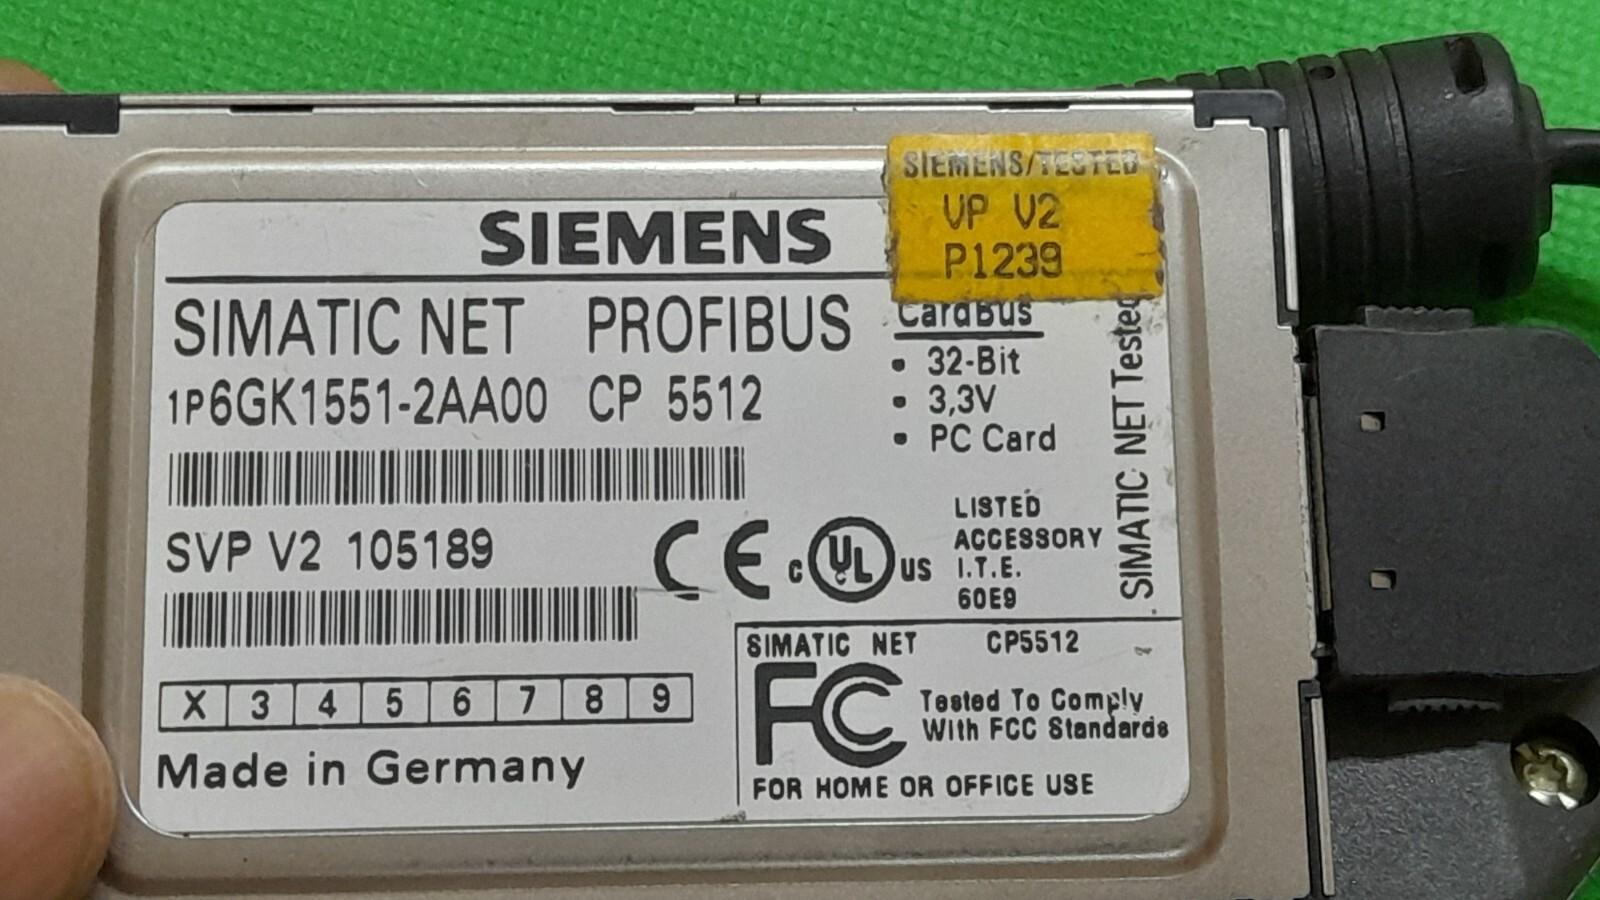 SIEMENS/TESTED
VP V2
P1239
SIEMENS
SIMATIC NET PROFIBUS
1P6GK1551-2AA00 CP 5512
CardBus
• 32-Bit
• 3,3V
• PC Card
SIMATIC NET Tested
SVP V2 105189
CE
c UL US
LISTED
ACCESSORY
I.T.E.
60E9
X 3 4 5 6 7 8 9
Made in Germany
SIMATIC NET CP5512
FC
Tested To Comply
With FCC Standards
FOR HOME OR OFFICE USE